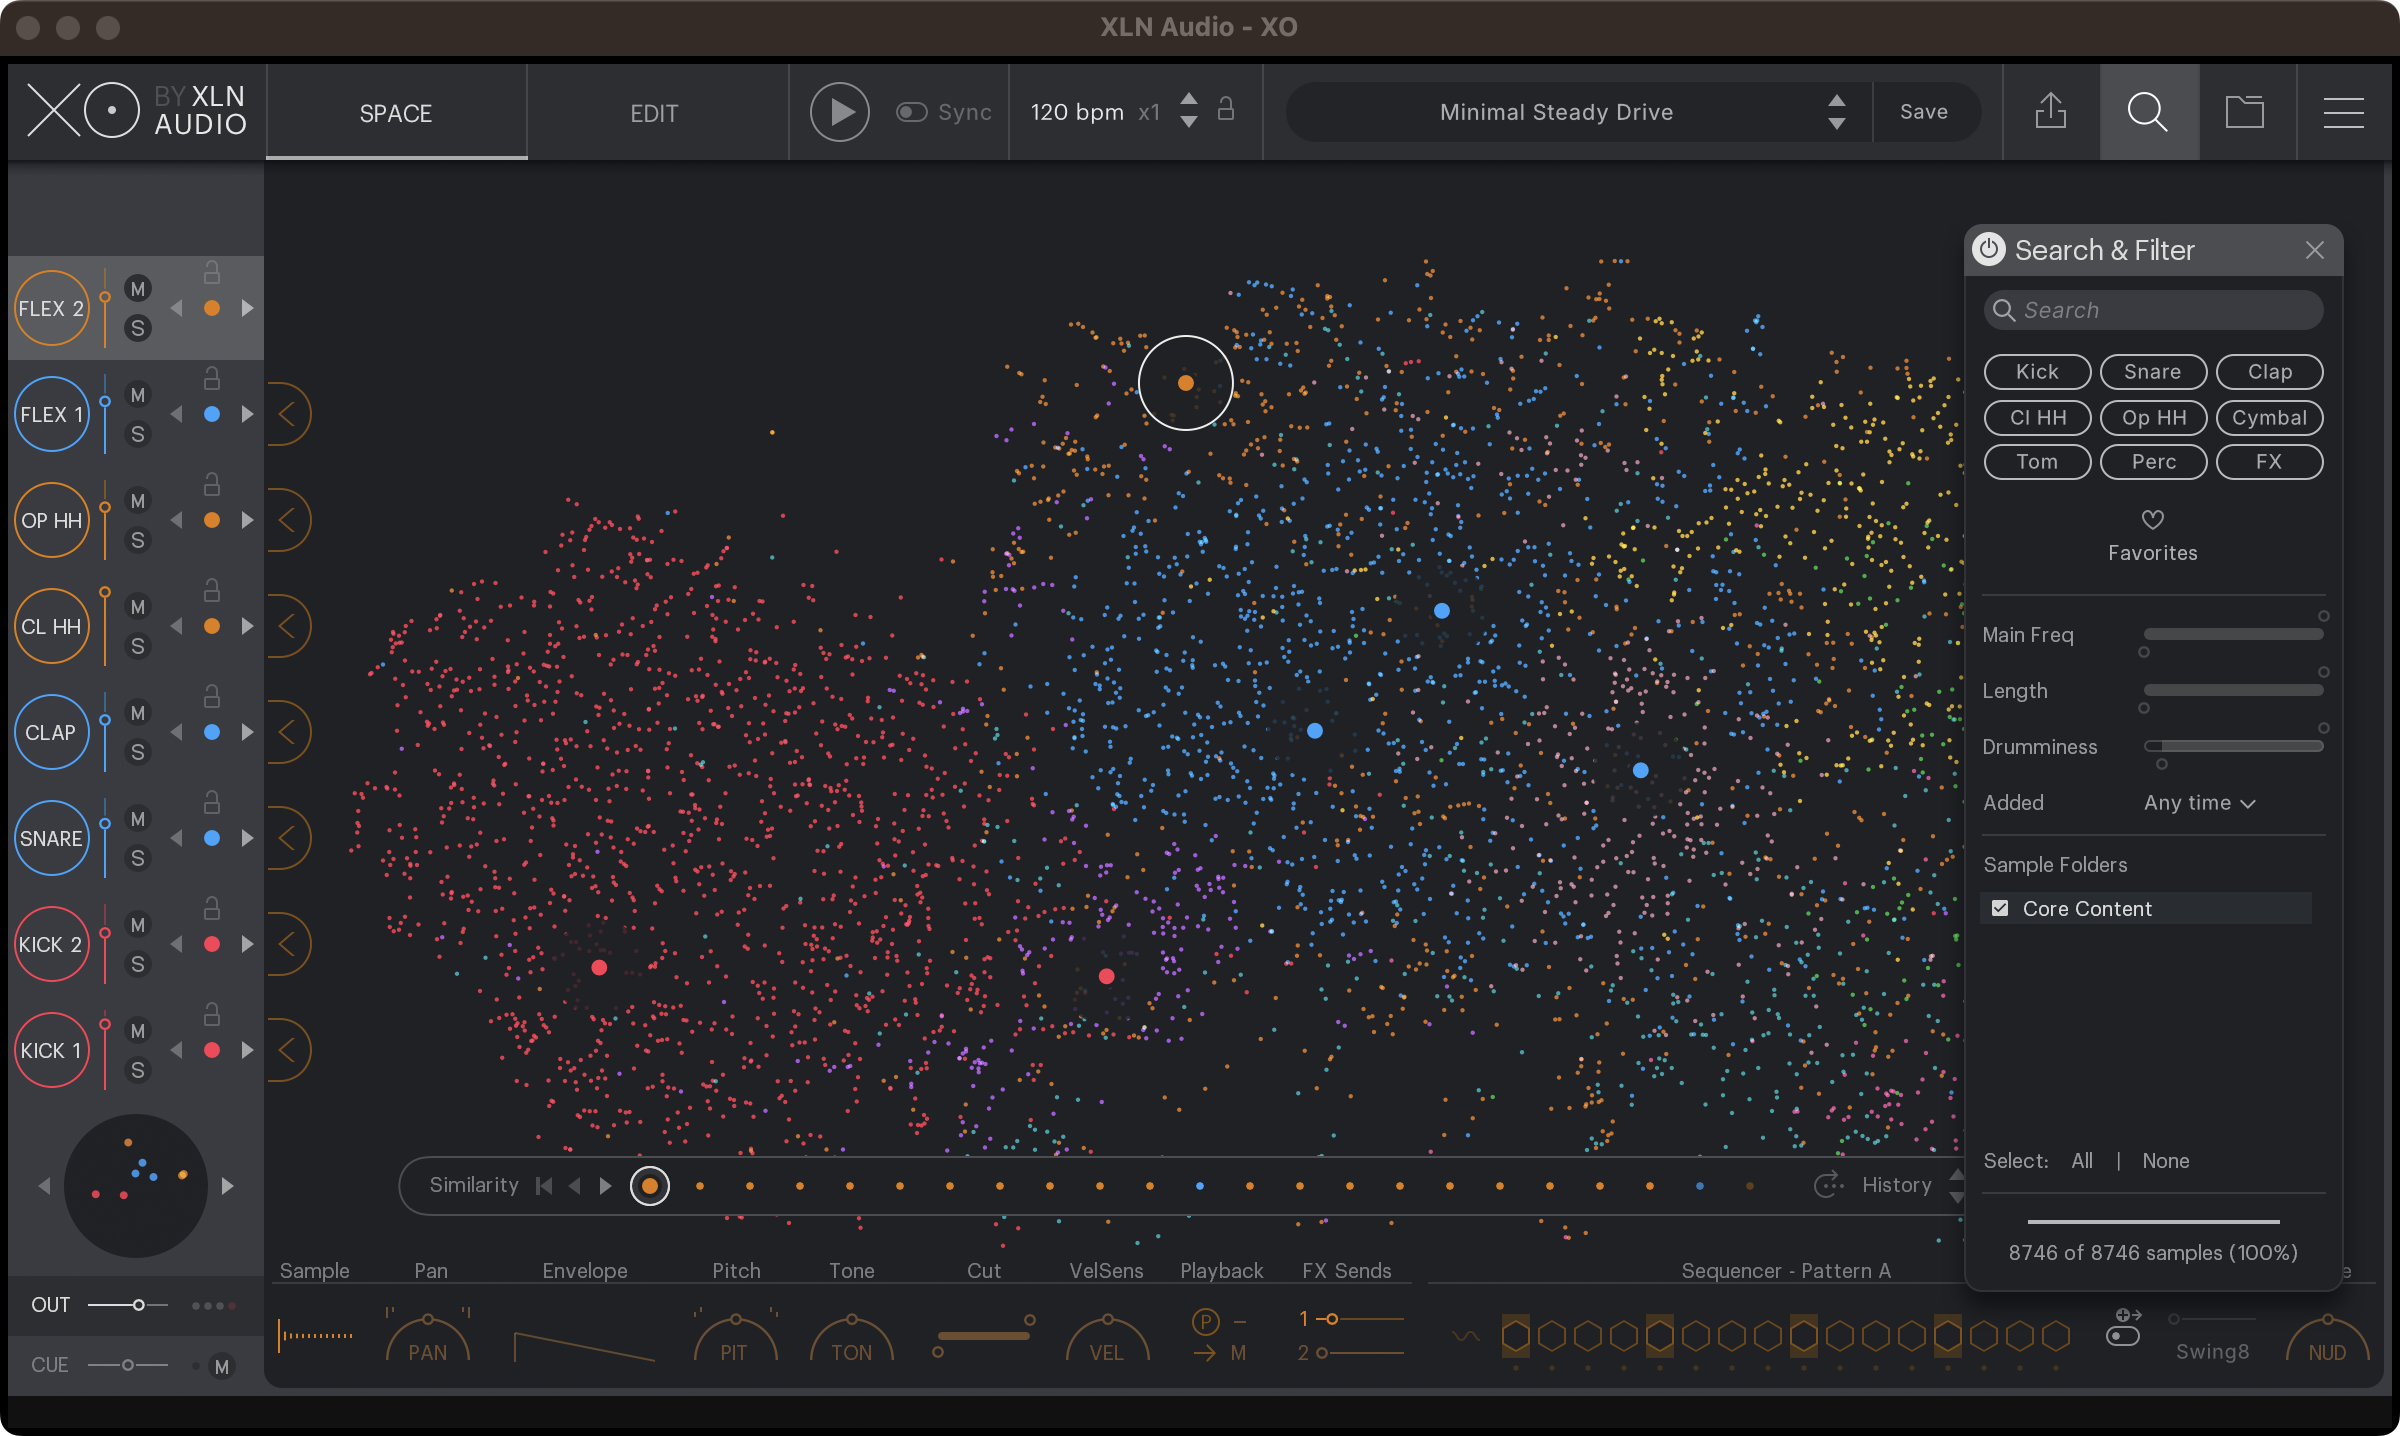 XLN Audio - XO
BY XLN
AUDIO
SPACE
EDIT
Sync
120 bpm
x1
Minimal Steady Drive
Save
FLEX 2
M
S
FLEX 1
M
S
OP HH
M
S
CL HH
M
S
CLAP
M
S
SNARE
M
S
KICK 2
M
S
KICK 1
M
S
OUT
CUE
M
Search & Filter
Search
Kick
Snare
Clap
Cl HH
Op HH
Cymbal
Tom
Perc
FX
Favorites
Main Freq
Length
Drumminess
Added
Any time
Sample Folders
Core Content
Select: All | None
8746 of 8746 samples (100%)
Similarity
History
Sample
Pan
Envelope
Pitch
Tone
Cut
VelSens
Playback
FX Sends
Sequencer - Pattern A
PAN
PIT
TON
VEL
P
M
1
2
Swing8
NUD